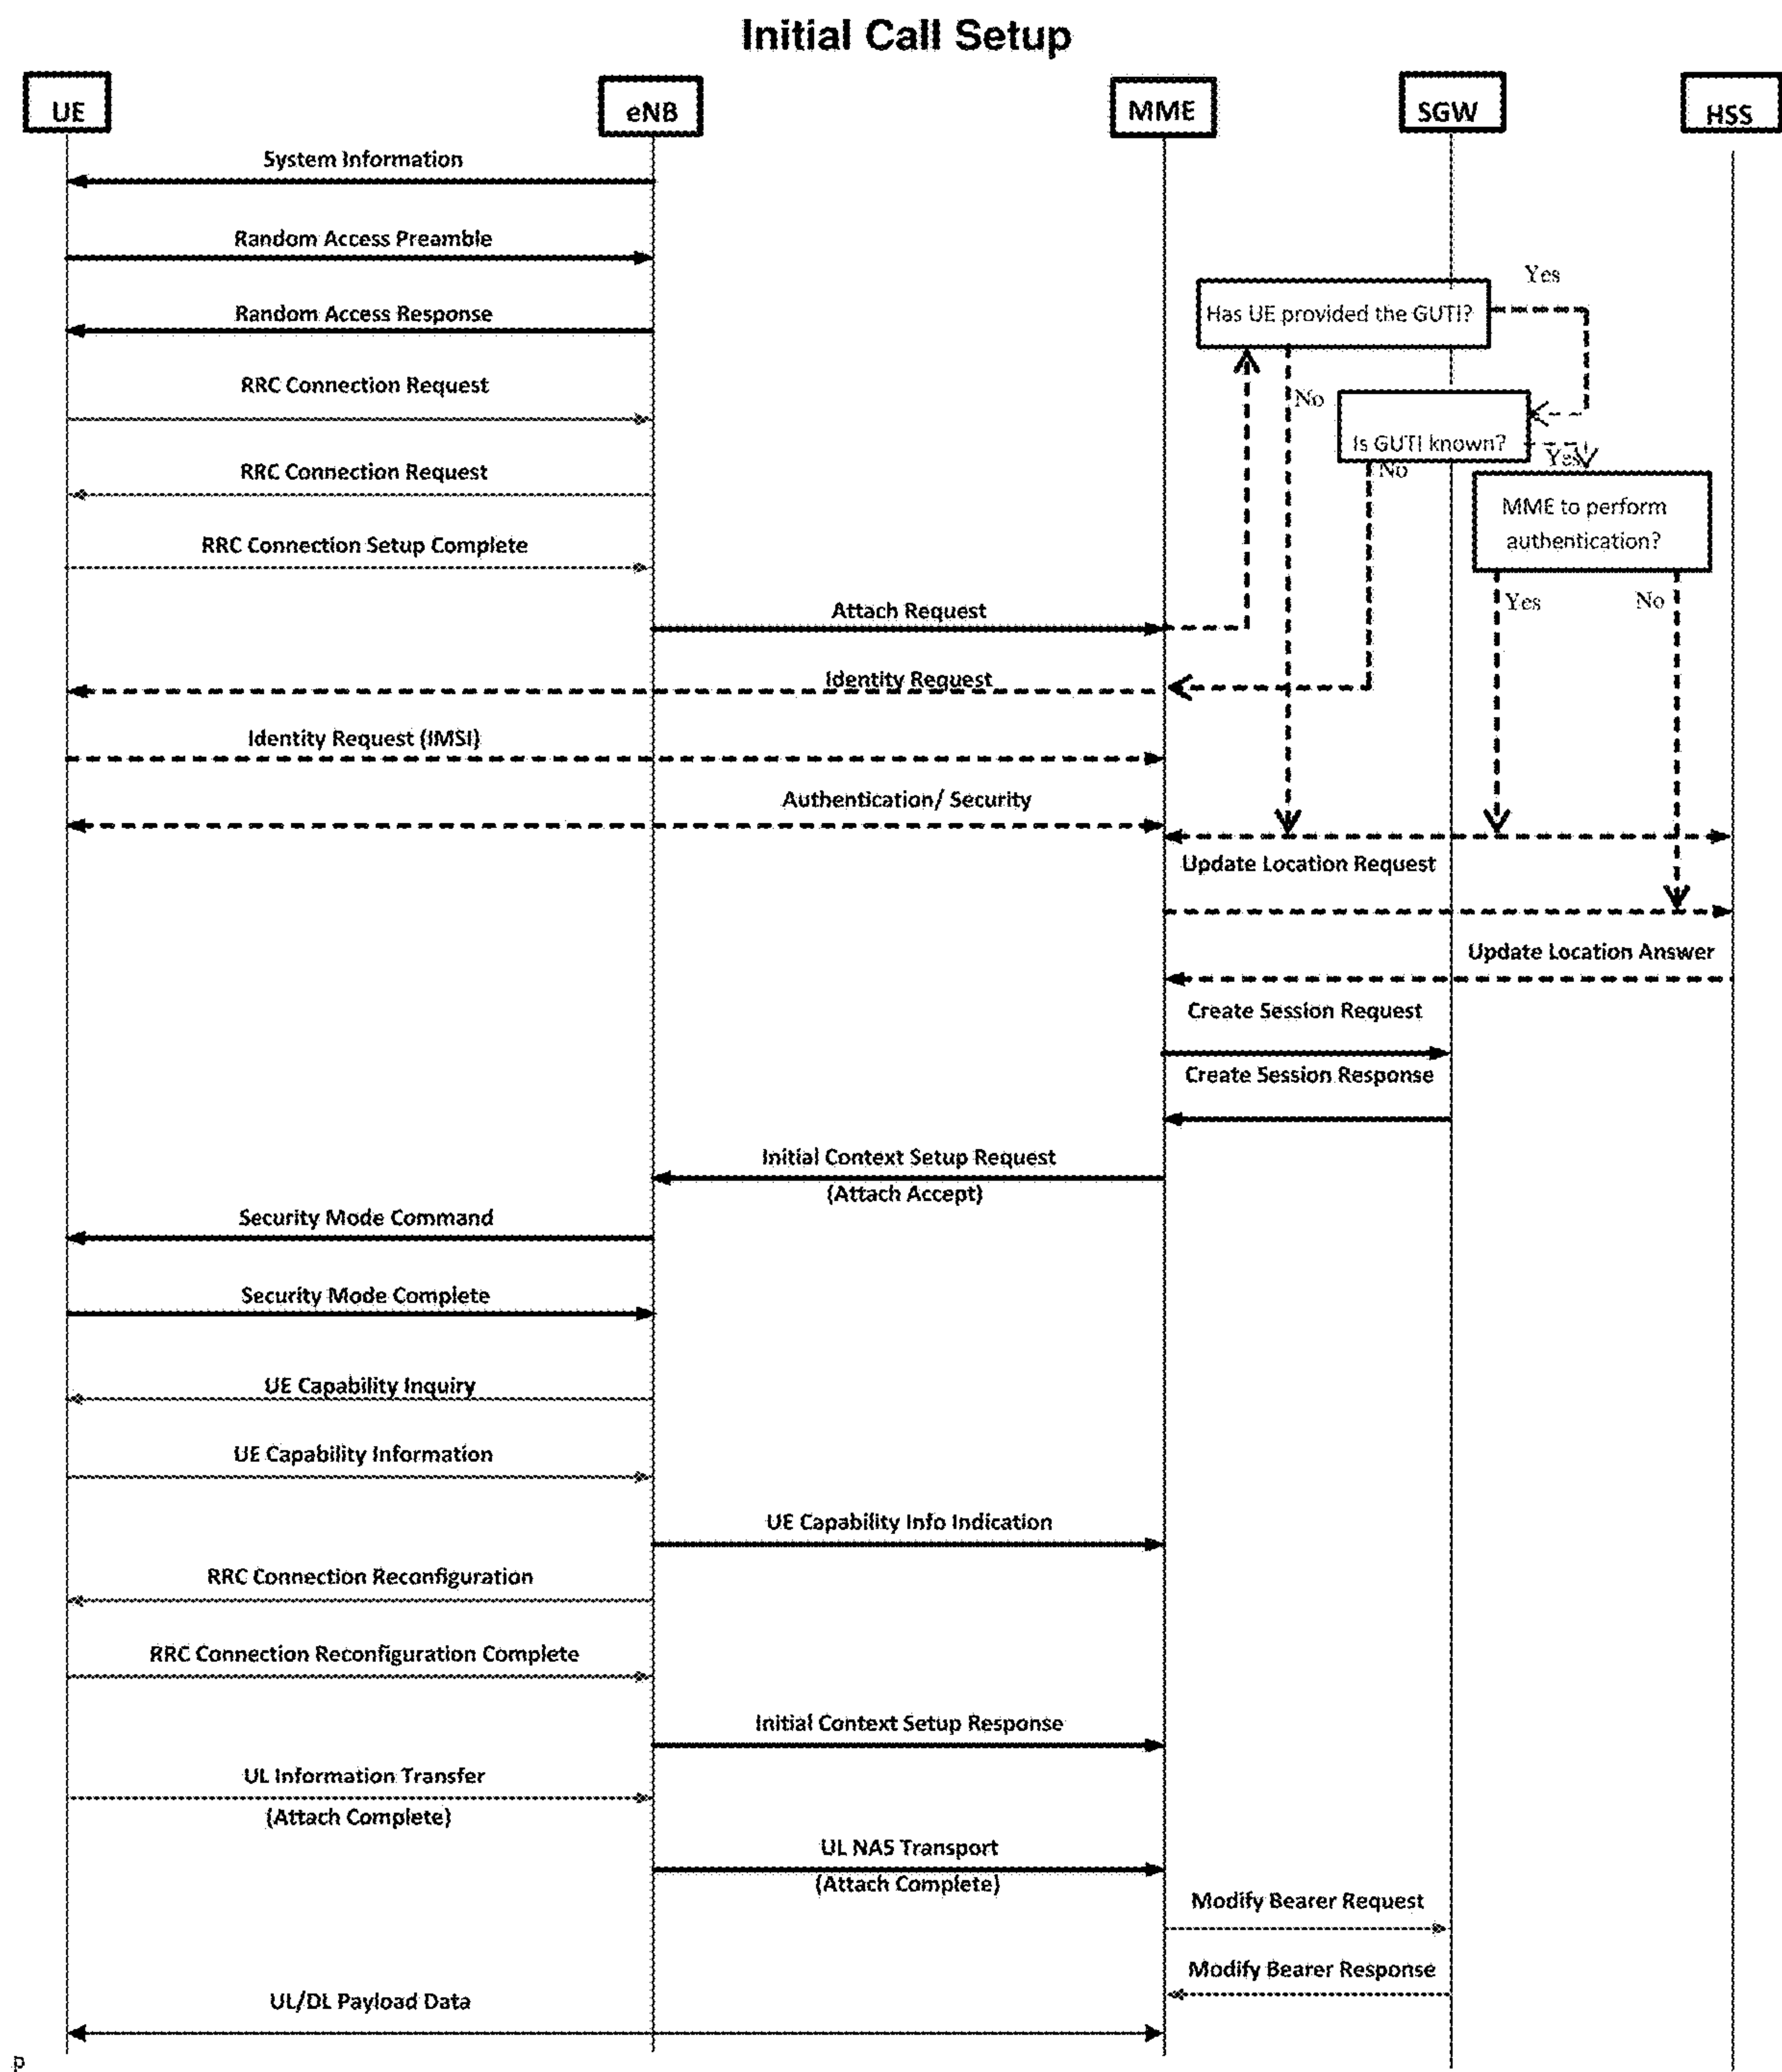 Initial Call Setup
UE
eNB
MME
SGW
HSS
System Information
Random Access Preamble
Yes
Has UE provided the GUTI?
Random Access Response
RRC Connection Request
No
Is GUTI known?
Yes
No
RRC Connection Request
MME to perform
authentication?
RRC Connection Setup Complete
Yes
No
Attach Request
Identity Request
Identity Request (IMSI)
Authentication/ Security
Update Location Request
Update Location Answer
Create Session Request
Create Session Response
Initial Context Setup Request
(Attach Accept)
Security Mode Command
Security Mode Complete
UE Capability Inquiry
UE Capability Information
UE Capability Info Indication
RRC Connection Reconfiguration
RRC Connection Reconfiguration Complete
Initial Context Setup Response
UL Information Transfer
(Attach Complete)
UL NAS Transport
(Attach Complete)
Modify Bearer Request
Modify Bearer Response
UL/DL Payload Data
p